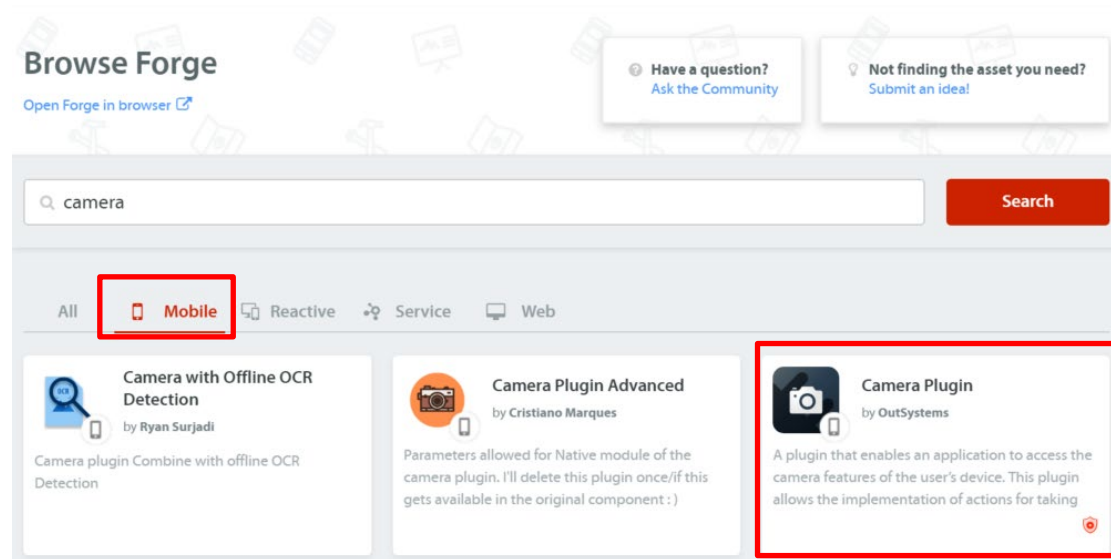 Browse Forge
Open Forge in browser
Have a question?
Ask the Community
Not finding the asset you need?
Submit an idea!
camera
Search
All
Mobile
Reactive
Service
Web
Camera with Offline OCR
Detection
by Ryan Surjadi
Camera plugin Combine with offline OCR
Detection
Camera Plugin Advanced
by Cristiano Marques
Parameters allowed for Native module of the
camera plugin. I'll delete this plugin once/if this
gets available in the original component : )
Camera Plugin
by OutSystems
A plugin that enables an application to access the
camera features of the user's device. This plugin
allows the implementation of actions for taking